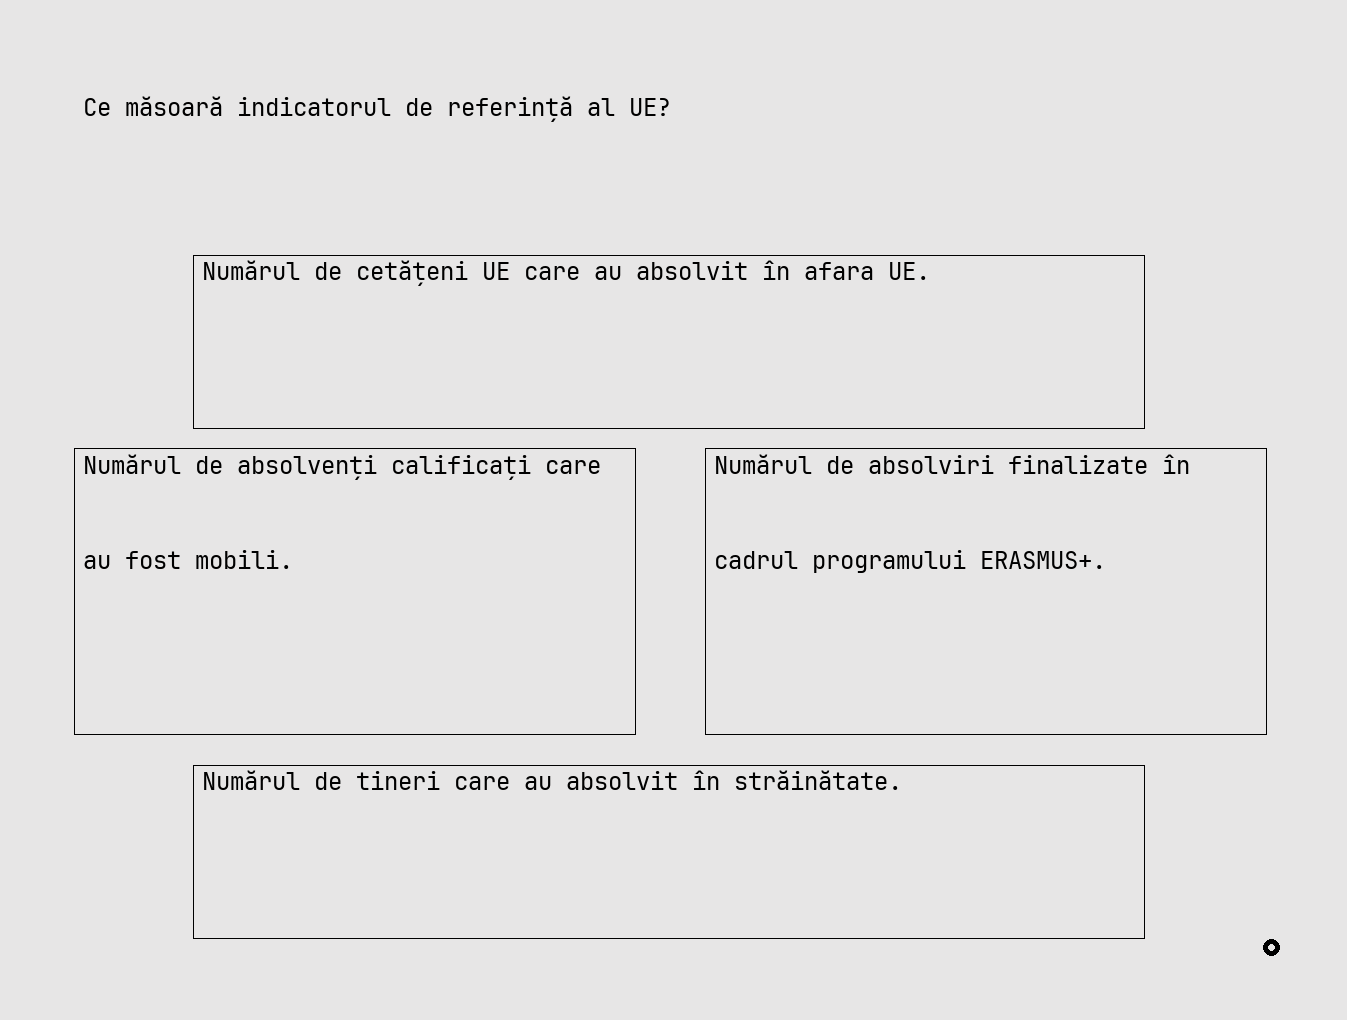 Ce măsoară indicatorul de referință al UE?
Numărul de cetățeni UE care au absolvit în afara UE.
Numărul de absolvenți calificați care
au fost mobili.
Numărul de absolviri finalizate în
cadrul programului ERASMUS+.
Numărul de tineri care au absolvit în străinătate.